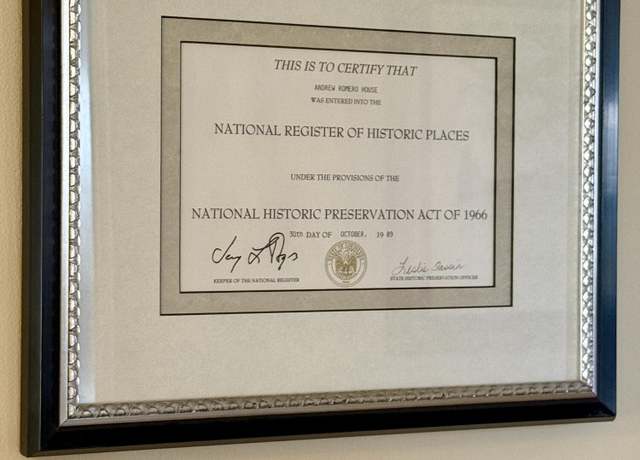 THIS IS TO CERTIFY THAT
ANDREW ROMERO HOUSE
WAS ENTERED INTO THE
NATIONAL REGISTER OF HISTORIC PLACES
UNDER THE PROVISIONS OF THE
NATIONAL HISTORIC PRESERVATION ACT OF 1966
30th DAY OF OCTOBER, 19 89
KEEPER OF THE NATIONAL REGISTER
STATE HISTORIC PRESERVATION OFFICER